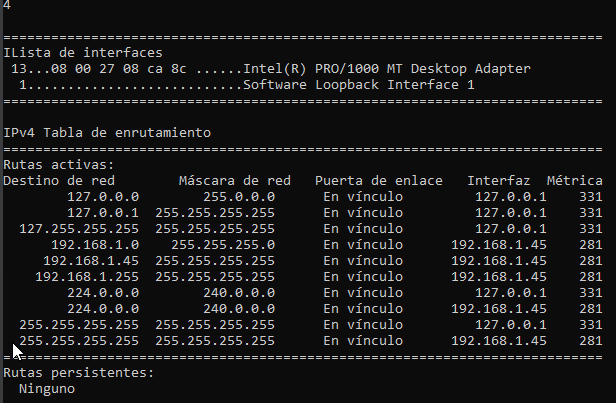 4
===========================================================================
ILista de interfaces
 13...08 00 27 08 ca 8c ......Intel(R) PRO/1000 MT Desktop Adapter
  1...........................Software Loopback Interface 1
===========================================================================
IPv4 Tabla de enrutamiento
===========================================================================
Rutas activas:
Destino de red        Máscara de red   Puerta de enlace   Interfaz  Métrica
        127.0.0.0        255.0.0.0      En vínculo         127.0.0.1    331
        127.0.0.1  255.255.255.255      En vínculo         127.0.0.1    331
  127.255.255.255  255.255.255.255      En vínculo         127.0.0.1    331
      192.168.1.0    255.255.255.0      En vínculo      192.168.1.45    281
     192.168.1.45  255.255.255.255      En vínculo      192.168.1.45    281
    192.168.1.255  255.255.255.255      En vínculo      192.168.1.45    281
        224.0.0.0        240.0.0.0      En vínculo         127.0.0.1    331
        224.0.0.0        240.0.0.0      En vínculo      192.168.1.45    281
  255.255.255.255  255.255.255.255      En vínculo         127.0.0.1    331
  255.255.255.255  255.255.255.255      En vínculo      192.168.1.45    281
===========================================================================
Rutas persistentes:
  Ninguno